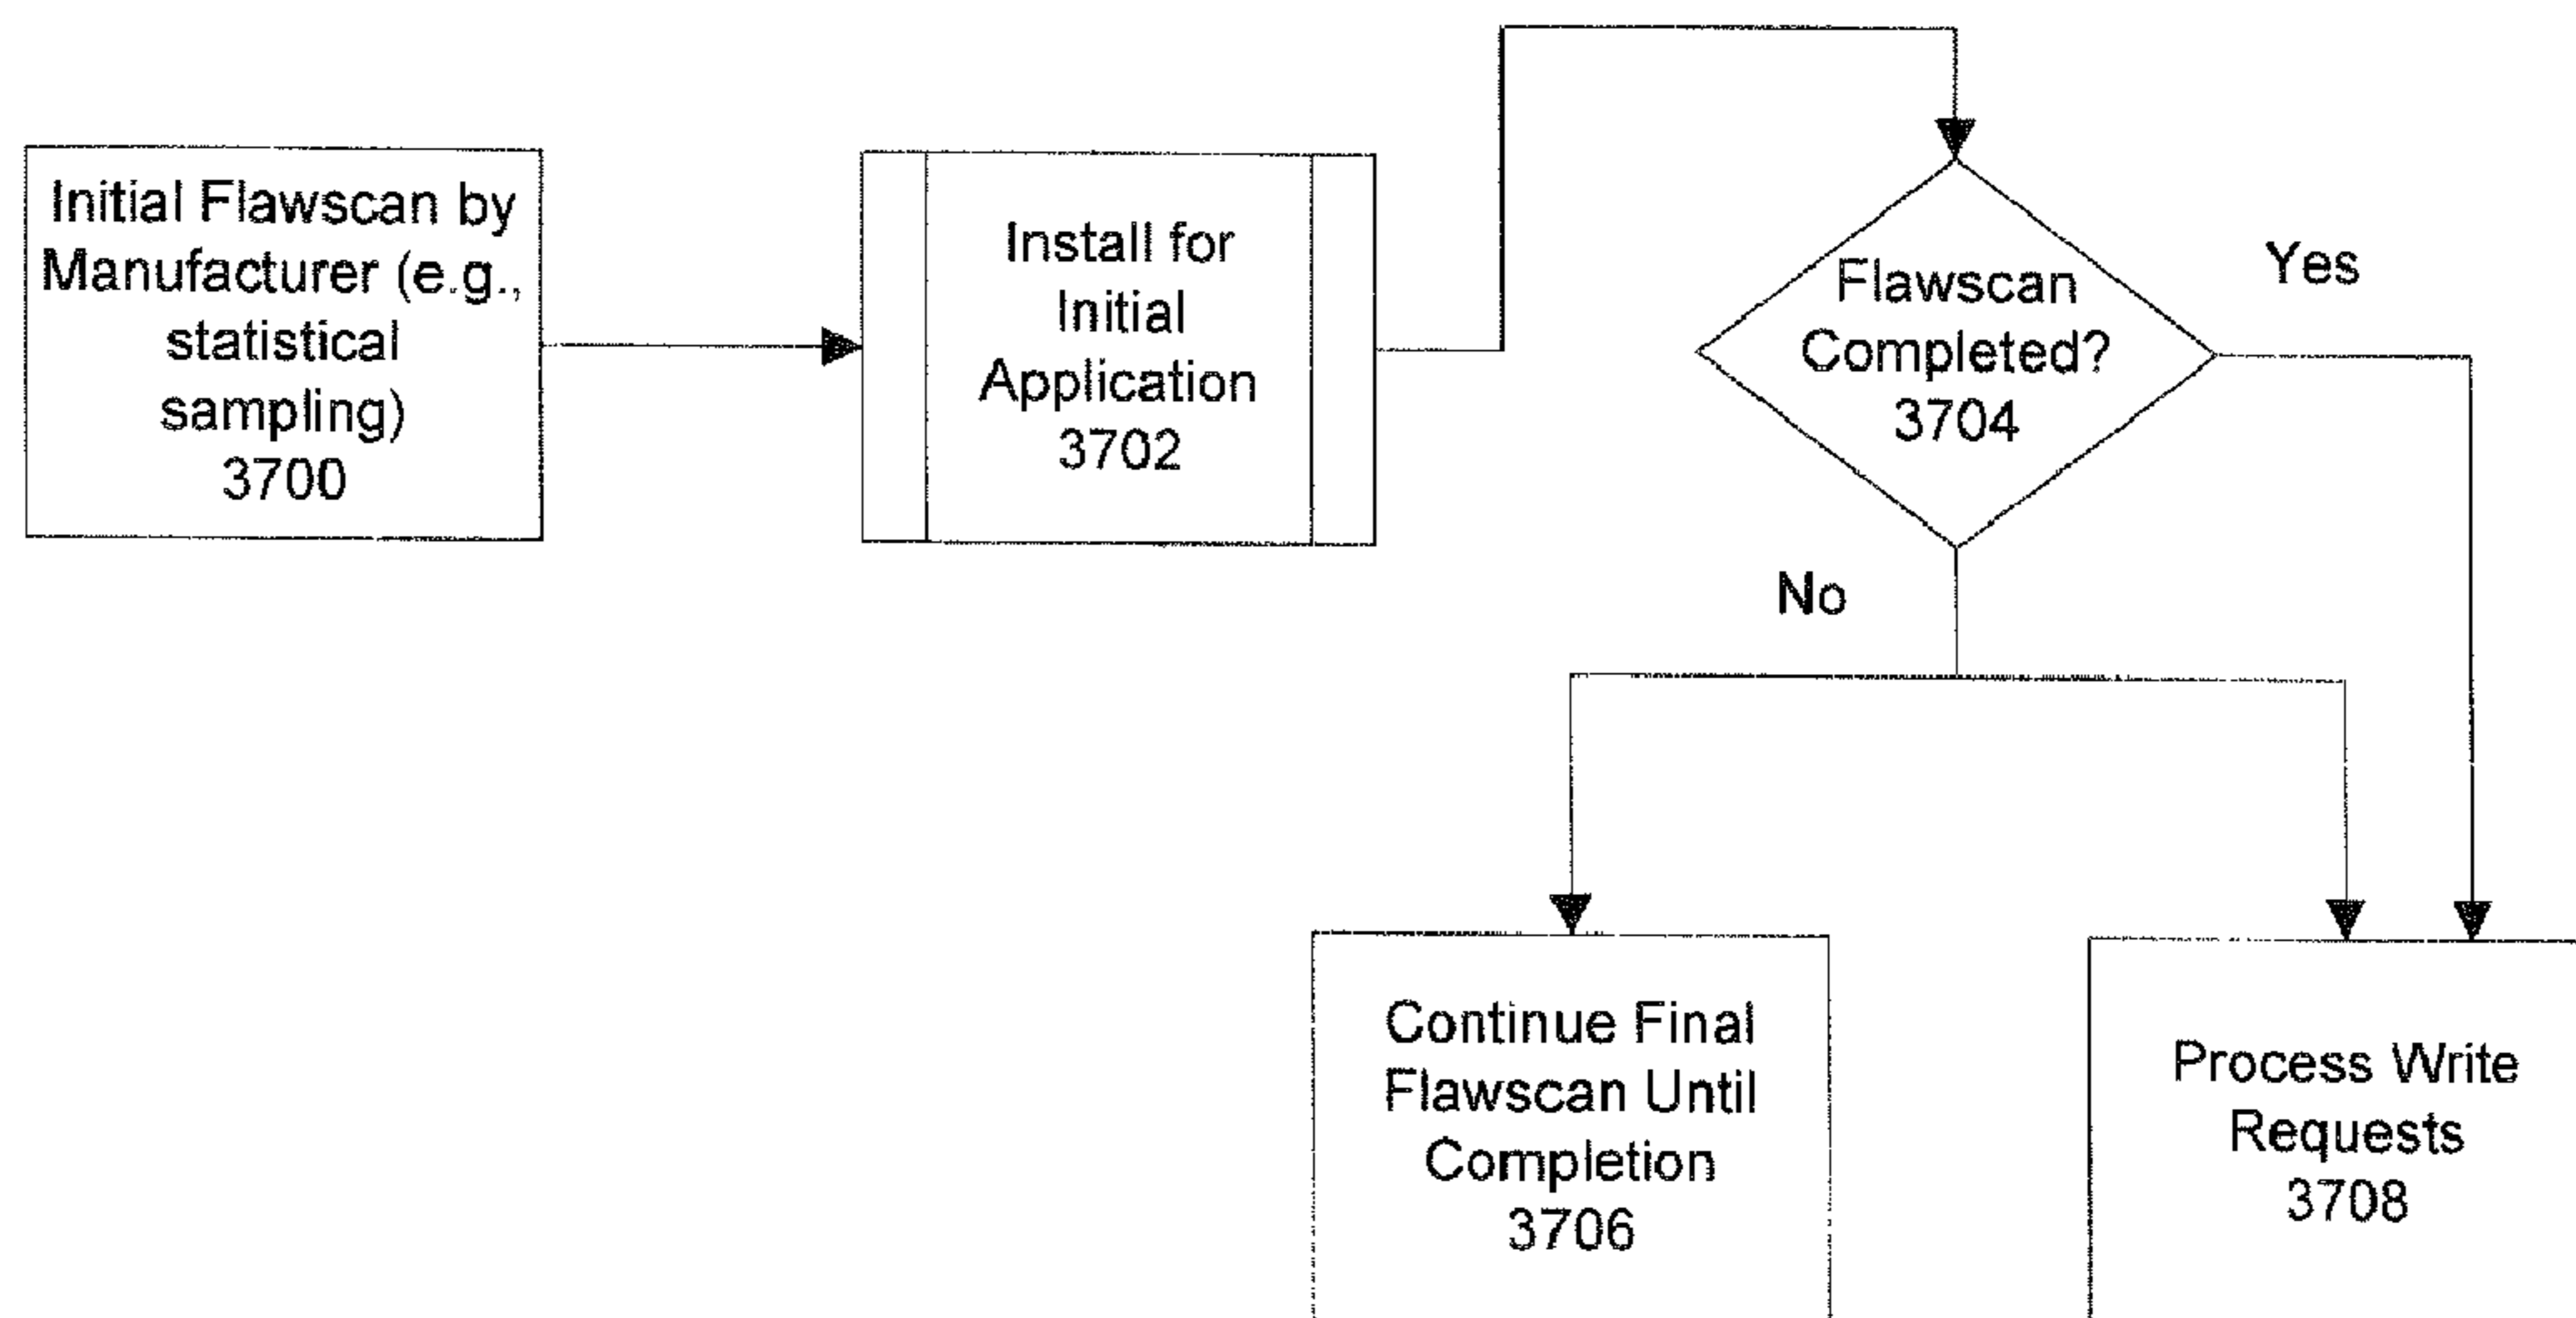 Initial Flawscan by
Manufacturer (e.g.,
statistical
sampling)
3700
Install for
Initial
Application
3702
Flawscan
Completed?
3704
Yes
No
Continue Final
Flawscan Until
Completion
3706
Process Write
Requests
3708